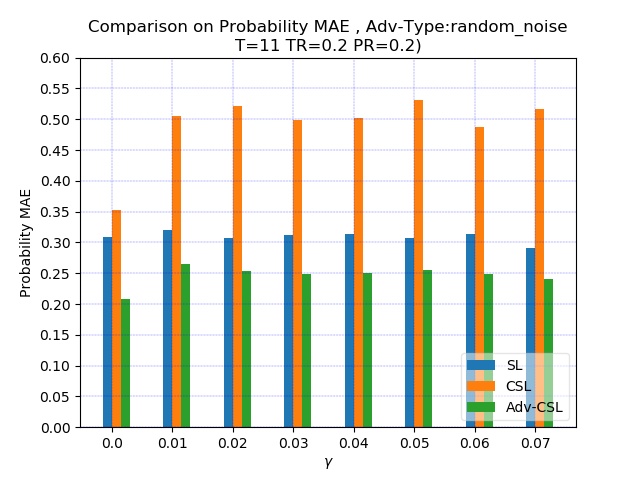 Comparison on Probability MAE , Adv-Type:random_noise
T=11 TR=0.2 PR=0.2)
0.60
0.55
0.50
0.45
0.40
0.35
0.30
0.25
0.20
0.15
0.10
0.05
0.00
Probability MAE
SL
CSL
Adv-CSL
0.0 0.01 0.02 0.03 0.04 0.05 0.06 0.07
γ